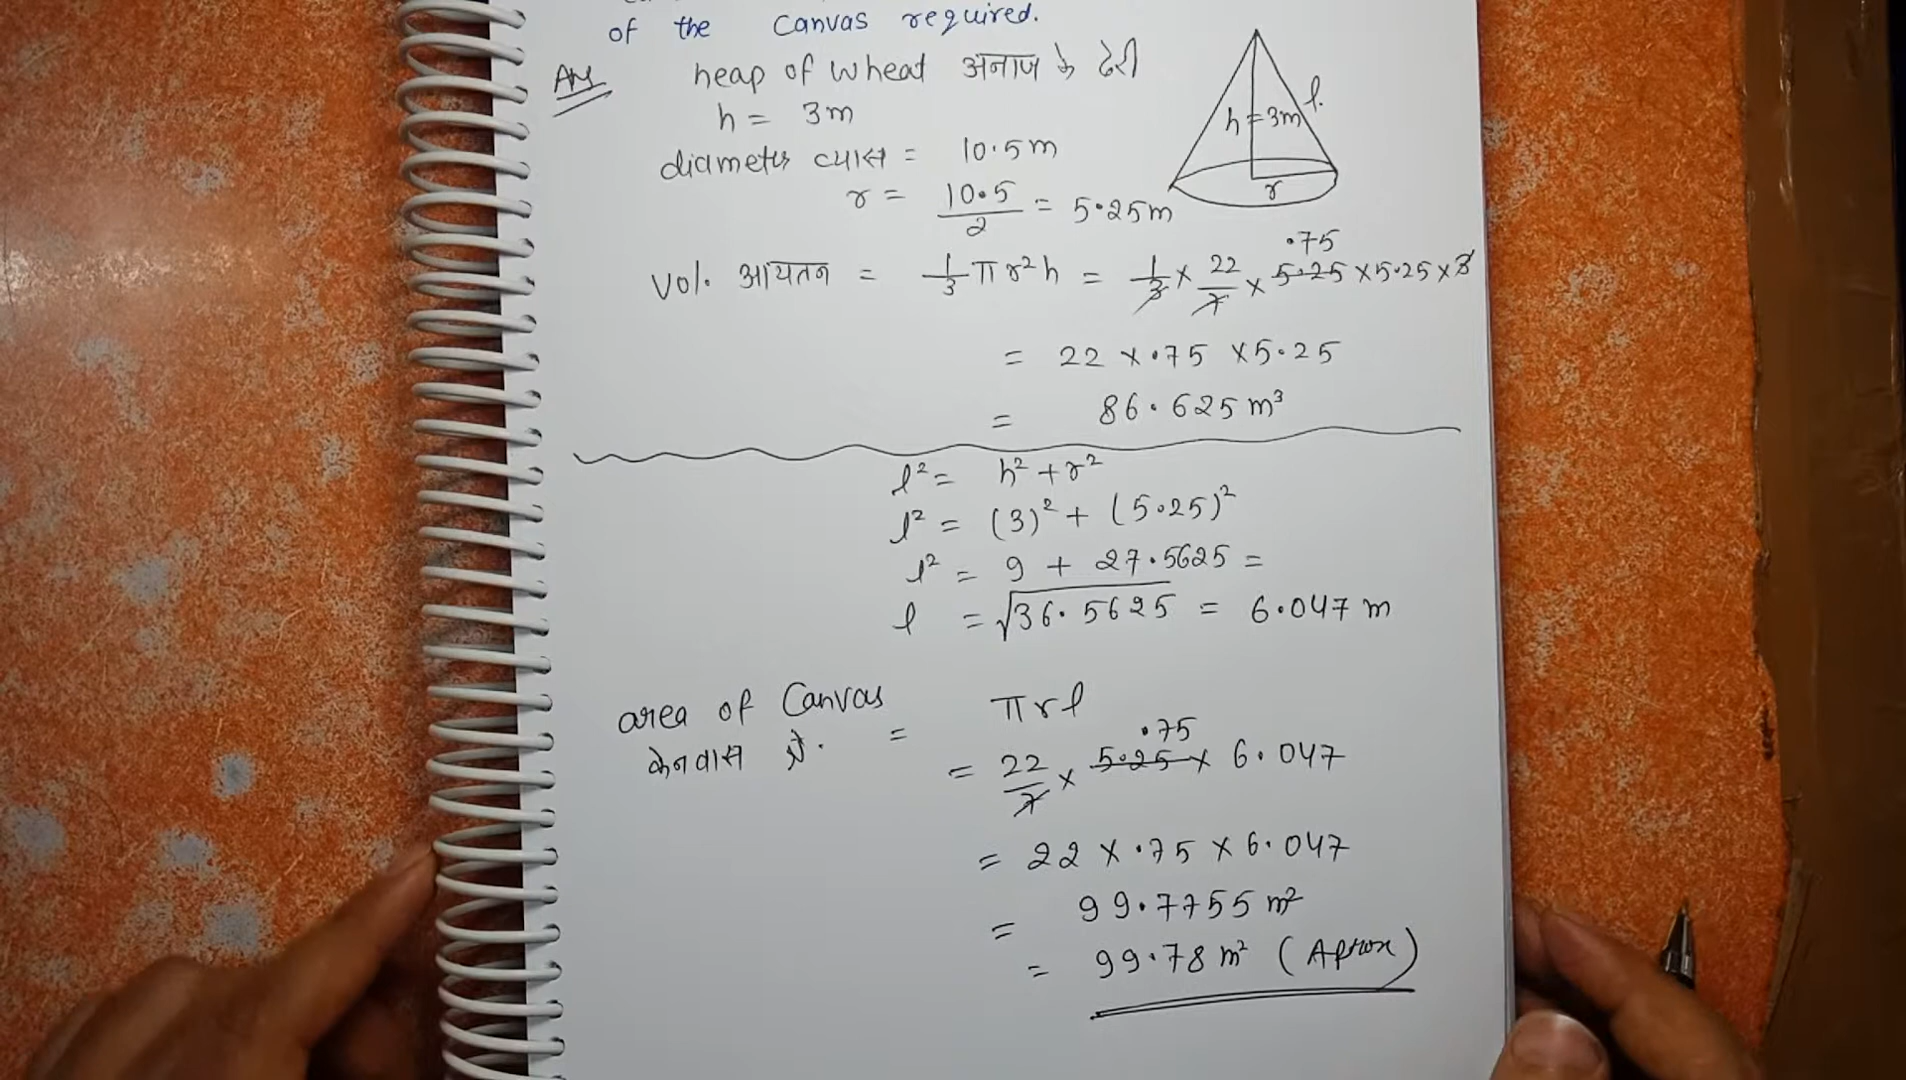 of the Canvas required.
Ans heap of wheat अनाज के ढेरी
h = 3m
diameter व्यास = 10.5m
r = 10.5/2 = 5.25m
h = 3m l.
r
.75
Vol. आयतन = 1/3 π r² h = 1/3 × 22/7 × 5.25 × 5.25 × 3
= 22 × .75 × 5.25
= 86.625 m³
l² = h² + r²
l² = (3)² + (5.25)²
l² = 9 + 27.5625 =
l = √36.5625 = 6.047 m
area of Canvas = π r l
केनवास क्षे.
.75
= 22/7 × 5.25 × 6.047
= 22 × .75 × 6.047
= 99.7755 m²
= 99.78 m² (Aprox)